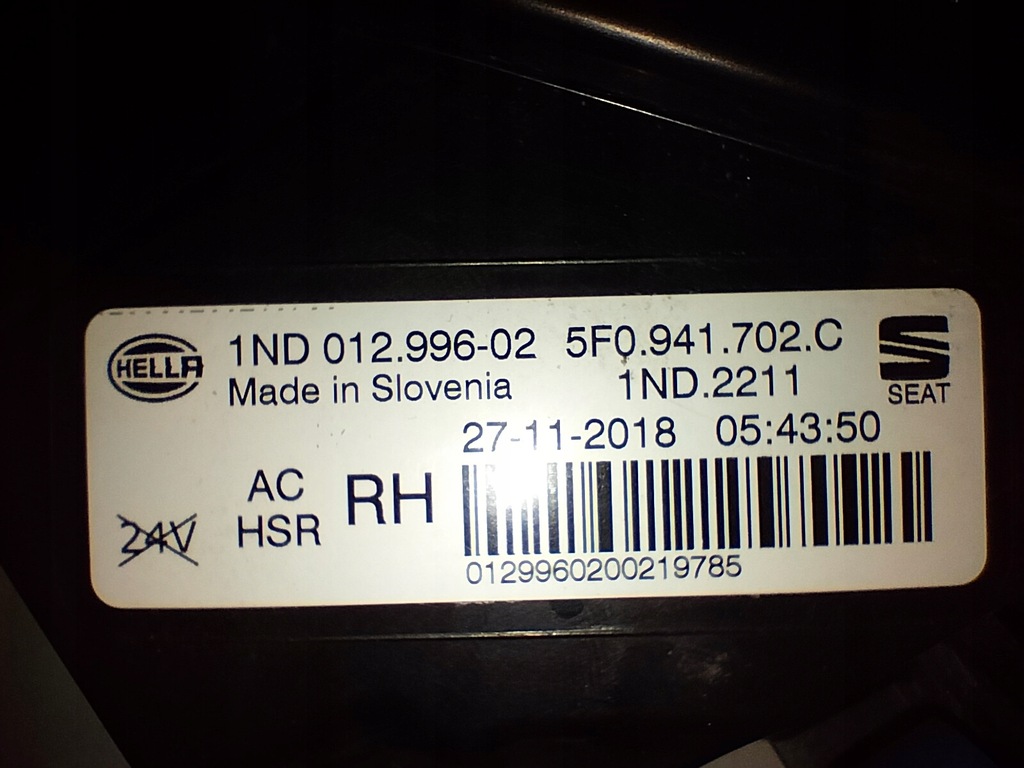 HELLA 1ND 012.996-02 5F0.941.702.C
Made in Slovenia 1ND.2211 SEAT
27-11-2018 05:43:50
AC RH
24V HSR
0129960200219785